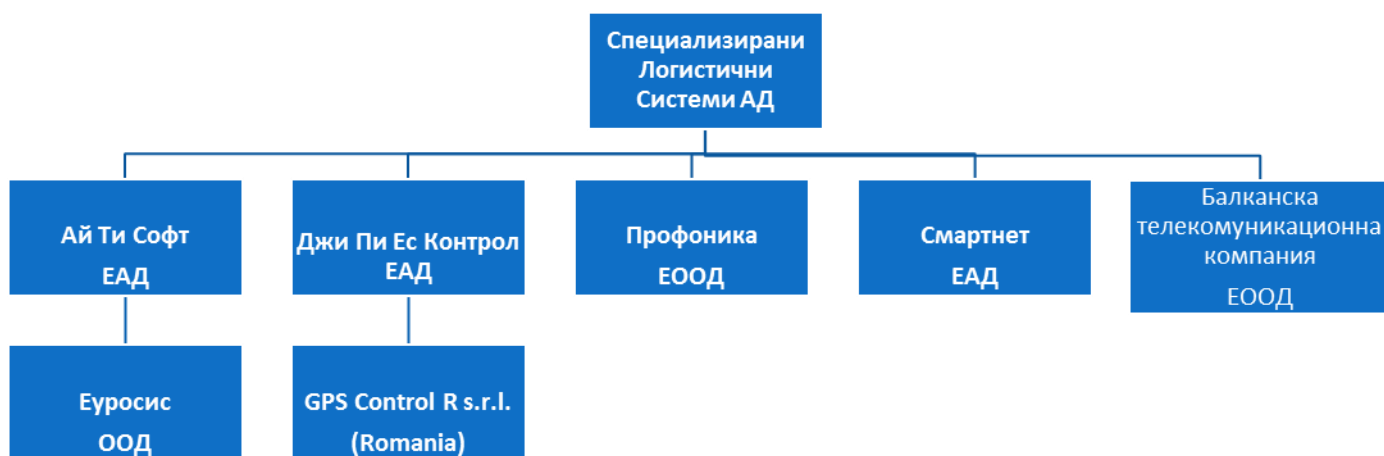 Специализирани
Логистични
Системи АД
Ай Ти Софт
ЕАД
Джи Пи Ес Контрол
ЕАД
Профоника
ЕООД
Смартнет
ЕАД
Балканска
телекомуникационна
компания
ЕООД
Еуросис
ООД
GPS Control R s.r.l.
(Romania)